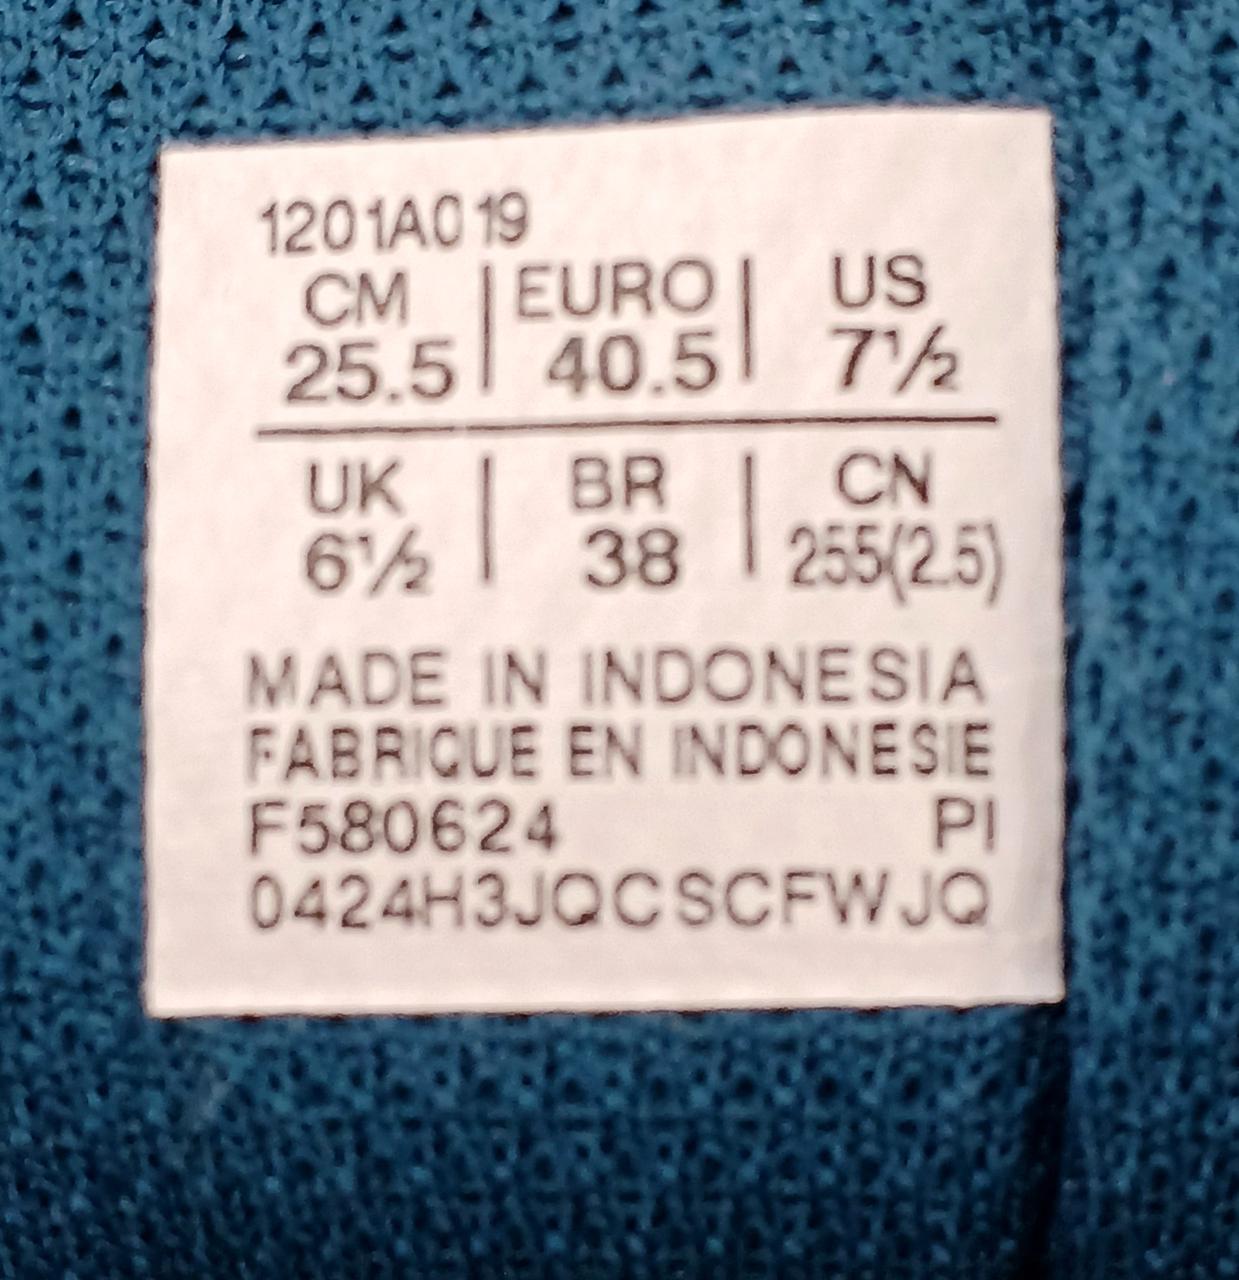 1201A019
CM | EURO | US
25.5 | 40.5 | 7½
UK | BR | CN
6½ | 38 | 255(2.5)
MADE IN INDONESIA
FABRIQUE EN INDONESIE
F580624 PI
0424H3JQCSCFWJQ